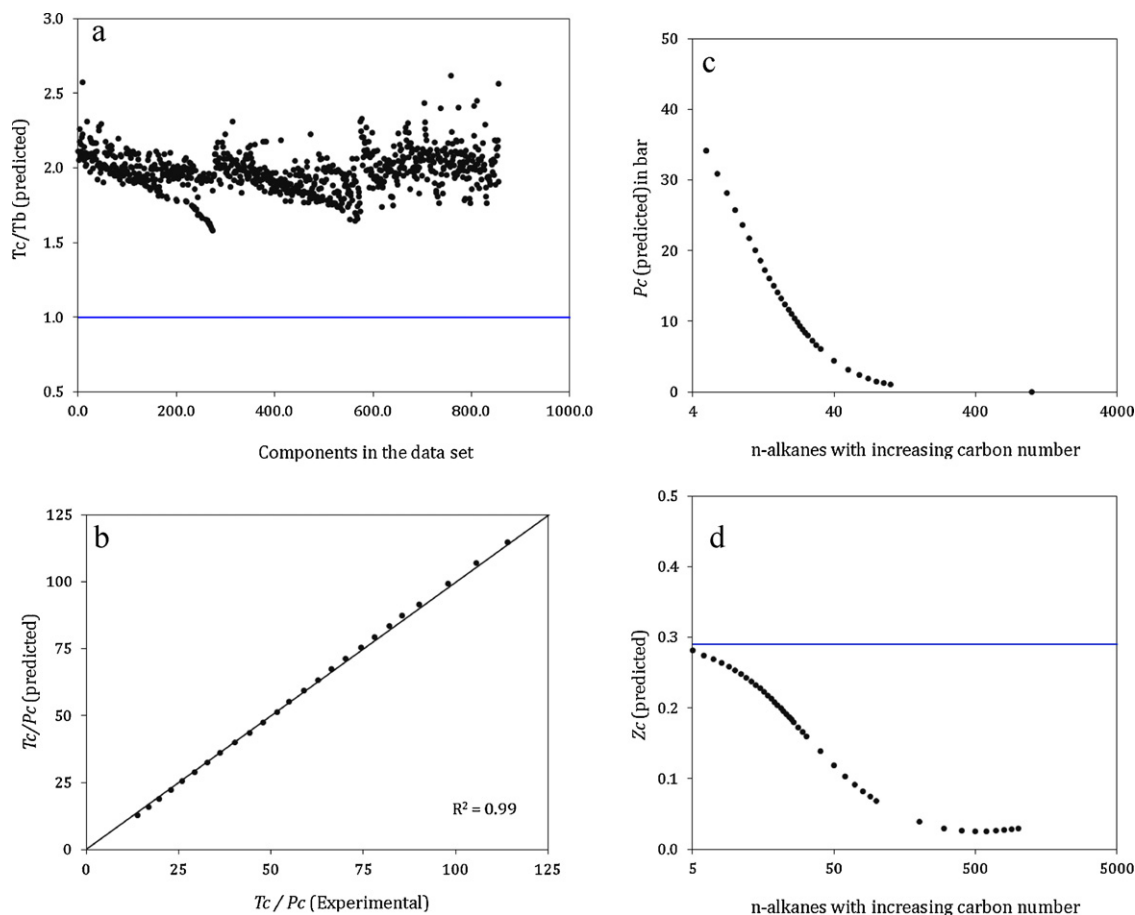 a
Tc/Tb (predicted)
3.0
2.5
2.0
1.5
1.0
0.5
0.0 200.0 400.0 600.0 800.0 1000.0
Components in the data set
b
Tc/Pc (predicted)
125
100
75
50
25
0
R² = 0.99
0 25 50 75 100 125
Tc / Pc (Experimental)
c
Pc (predicted) in bar
50
40
30
20
10
0
4 40 400 4000
n-alkanes with increasing carbon number
d
Zc (predicted)
0.5
0.4
0.3
0.2
0.1
0.0
5 50 500 5000
n-alkanes with increasing carbon number